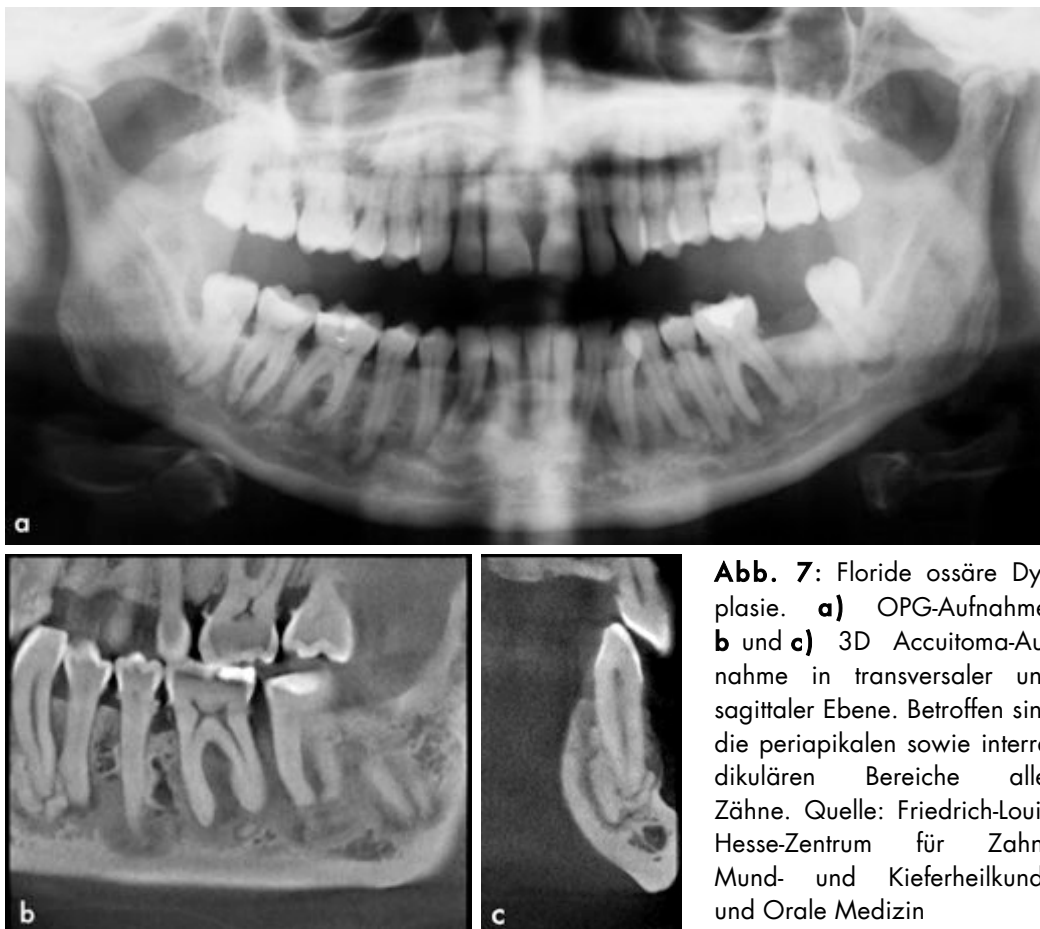 a
b
c
Abb. 7: Floride ossäre Dy
plasie. a) OPG-Aufnahme
b und c) 3D Accuitoma-Au
nahme in transversaler un
sagittaler Ebene. Betroffen sin
die periapikalen sowie interra
dikulären Bereiche alle
Zähne. Quelle: Friedrich-Loui
Hesse-Zentrum für Zahn
Mund- und Kieferheilkund
und Orale Medizin